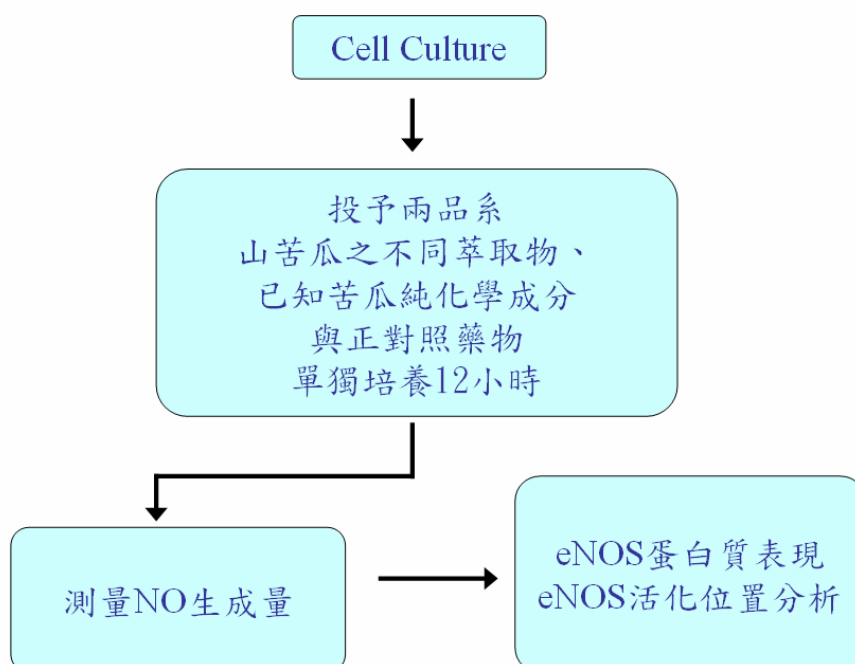 Cell Culture
投予兩品系
山苦瓜之不同萃取物、
已知苦瓜純化學成分
與正對照藥物
單獨培養12小時
測量NO生成量
eNOS蛋白質表現
eNOS活化位置分析